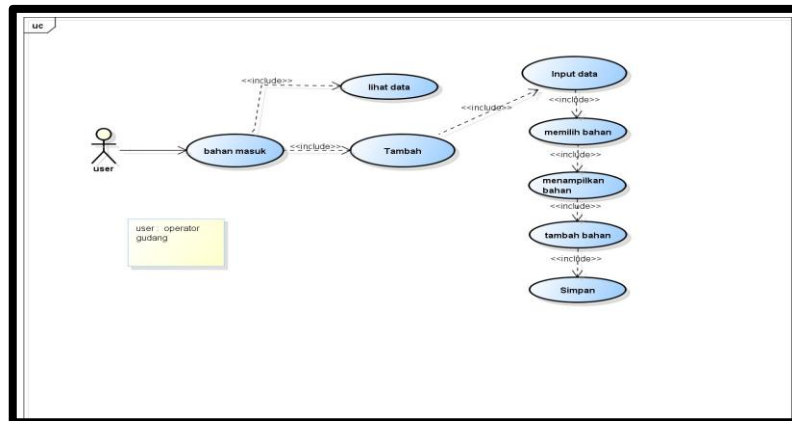 uc
Input data
<<include>>
lihat data
<<include>>
<<include>>
memilih bahan
<<include>>
user
bahan masuk
<<include>>
Tambah
menampilkan
bahan
<<include>>
user : operator
gudang
tambah bahan
<<include>>
Simpan